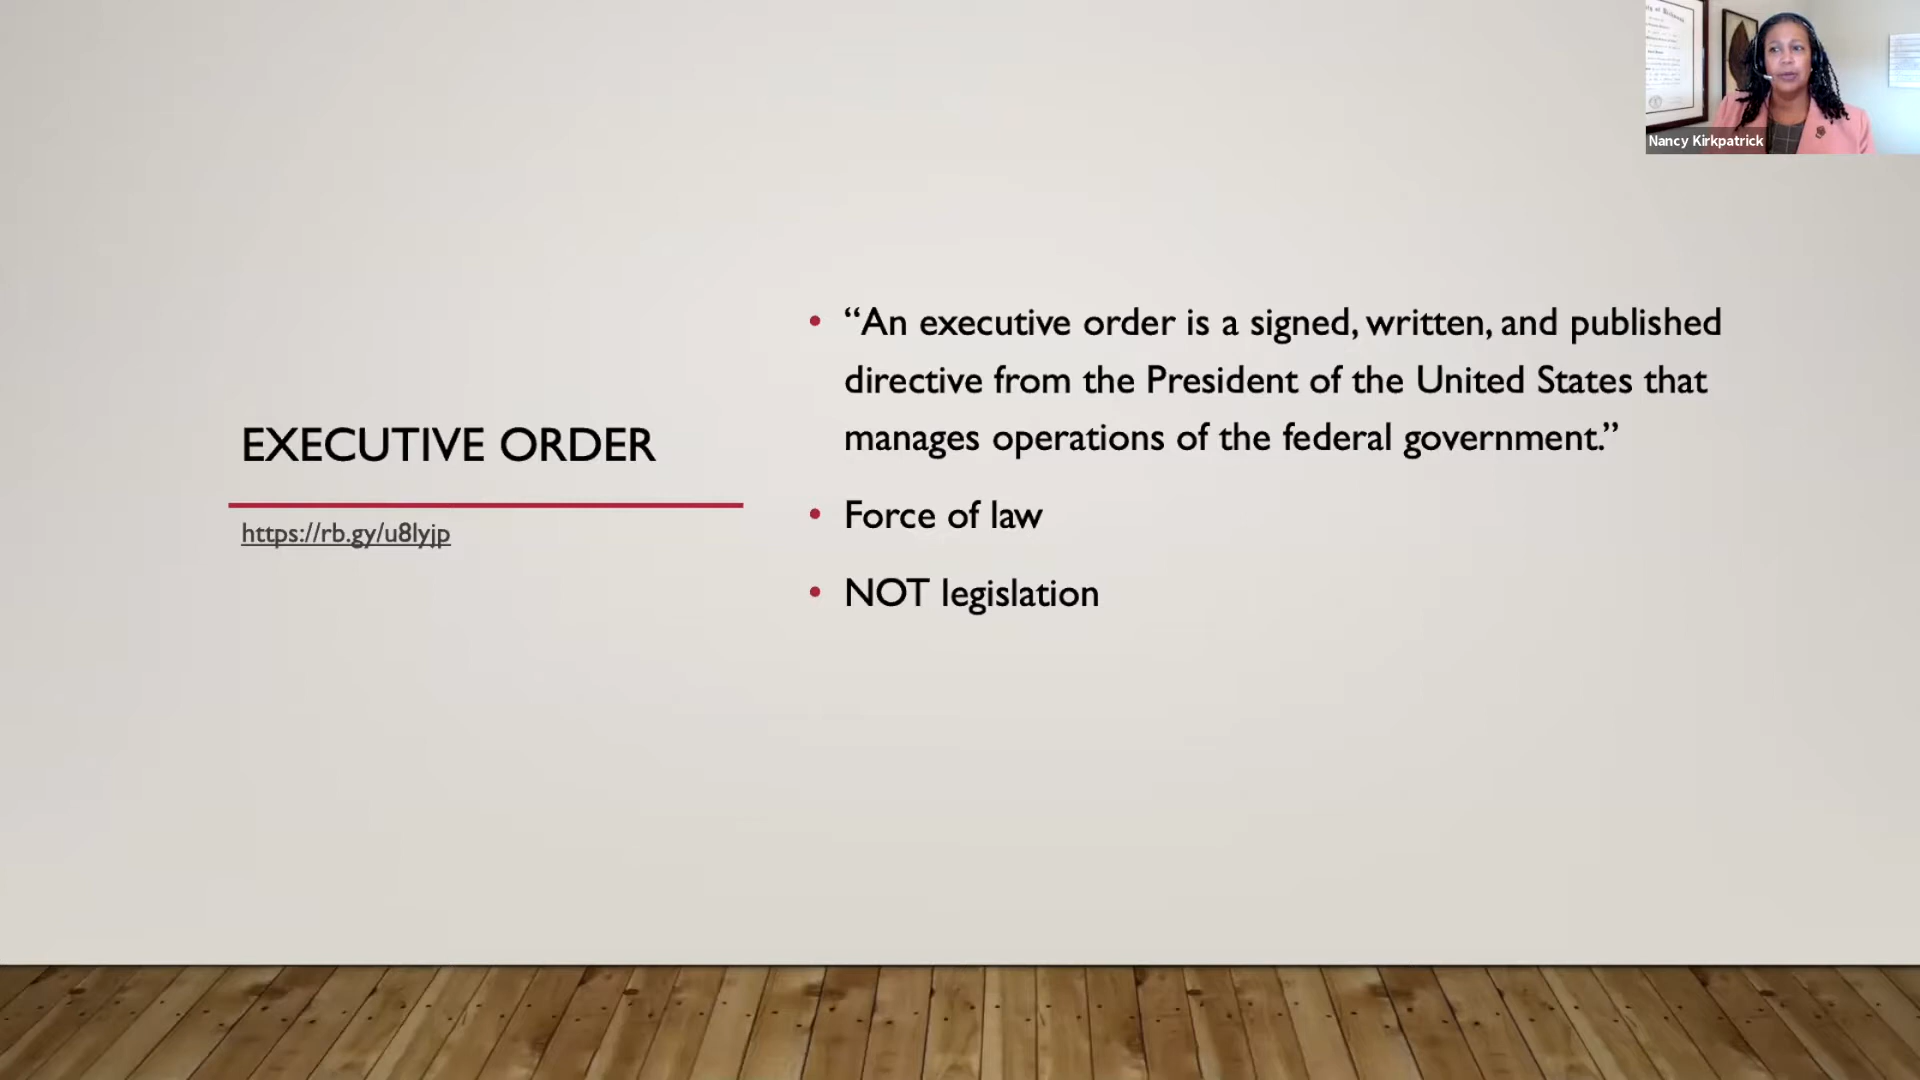 Nancy Kirkpatrick
EXECUTIVE ORDER
https://rb.gy/u8lyjp
• “An executive order is a signed, written, and published
directive from the President of the United States that
manages operations of the federal government.”
• Force of law
• NOT legislation